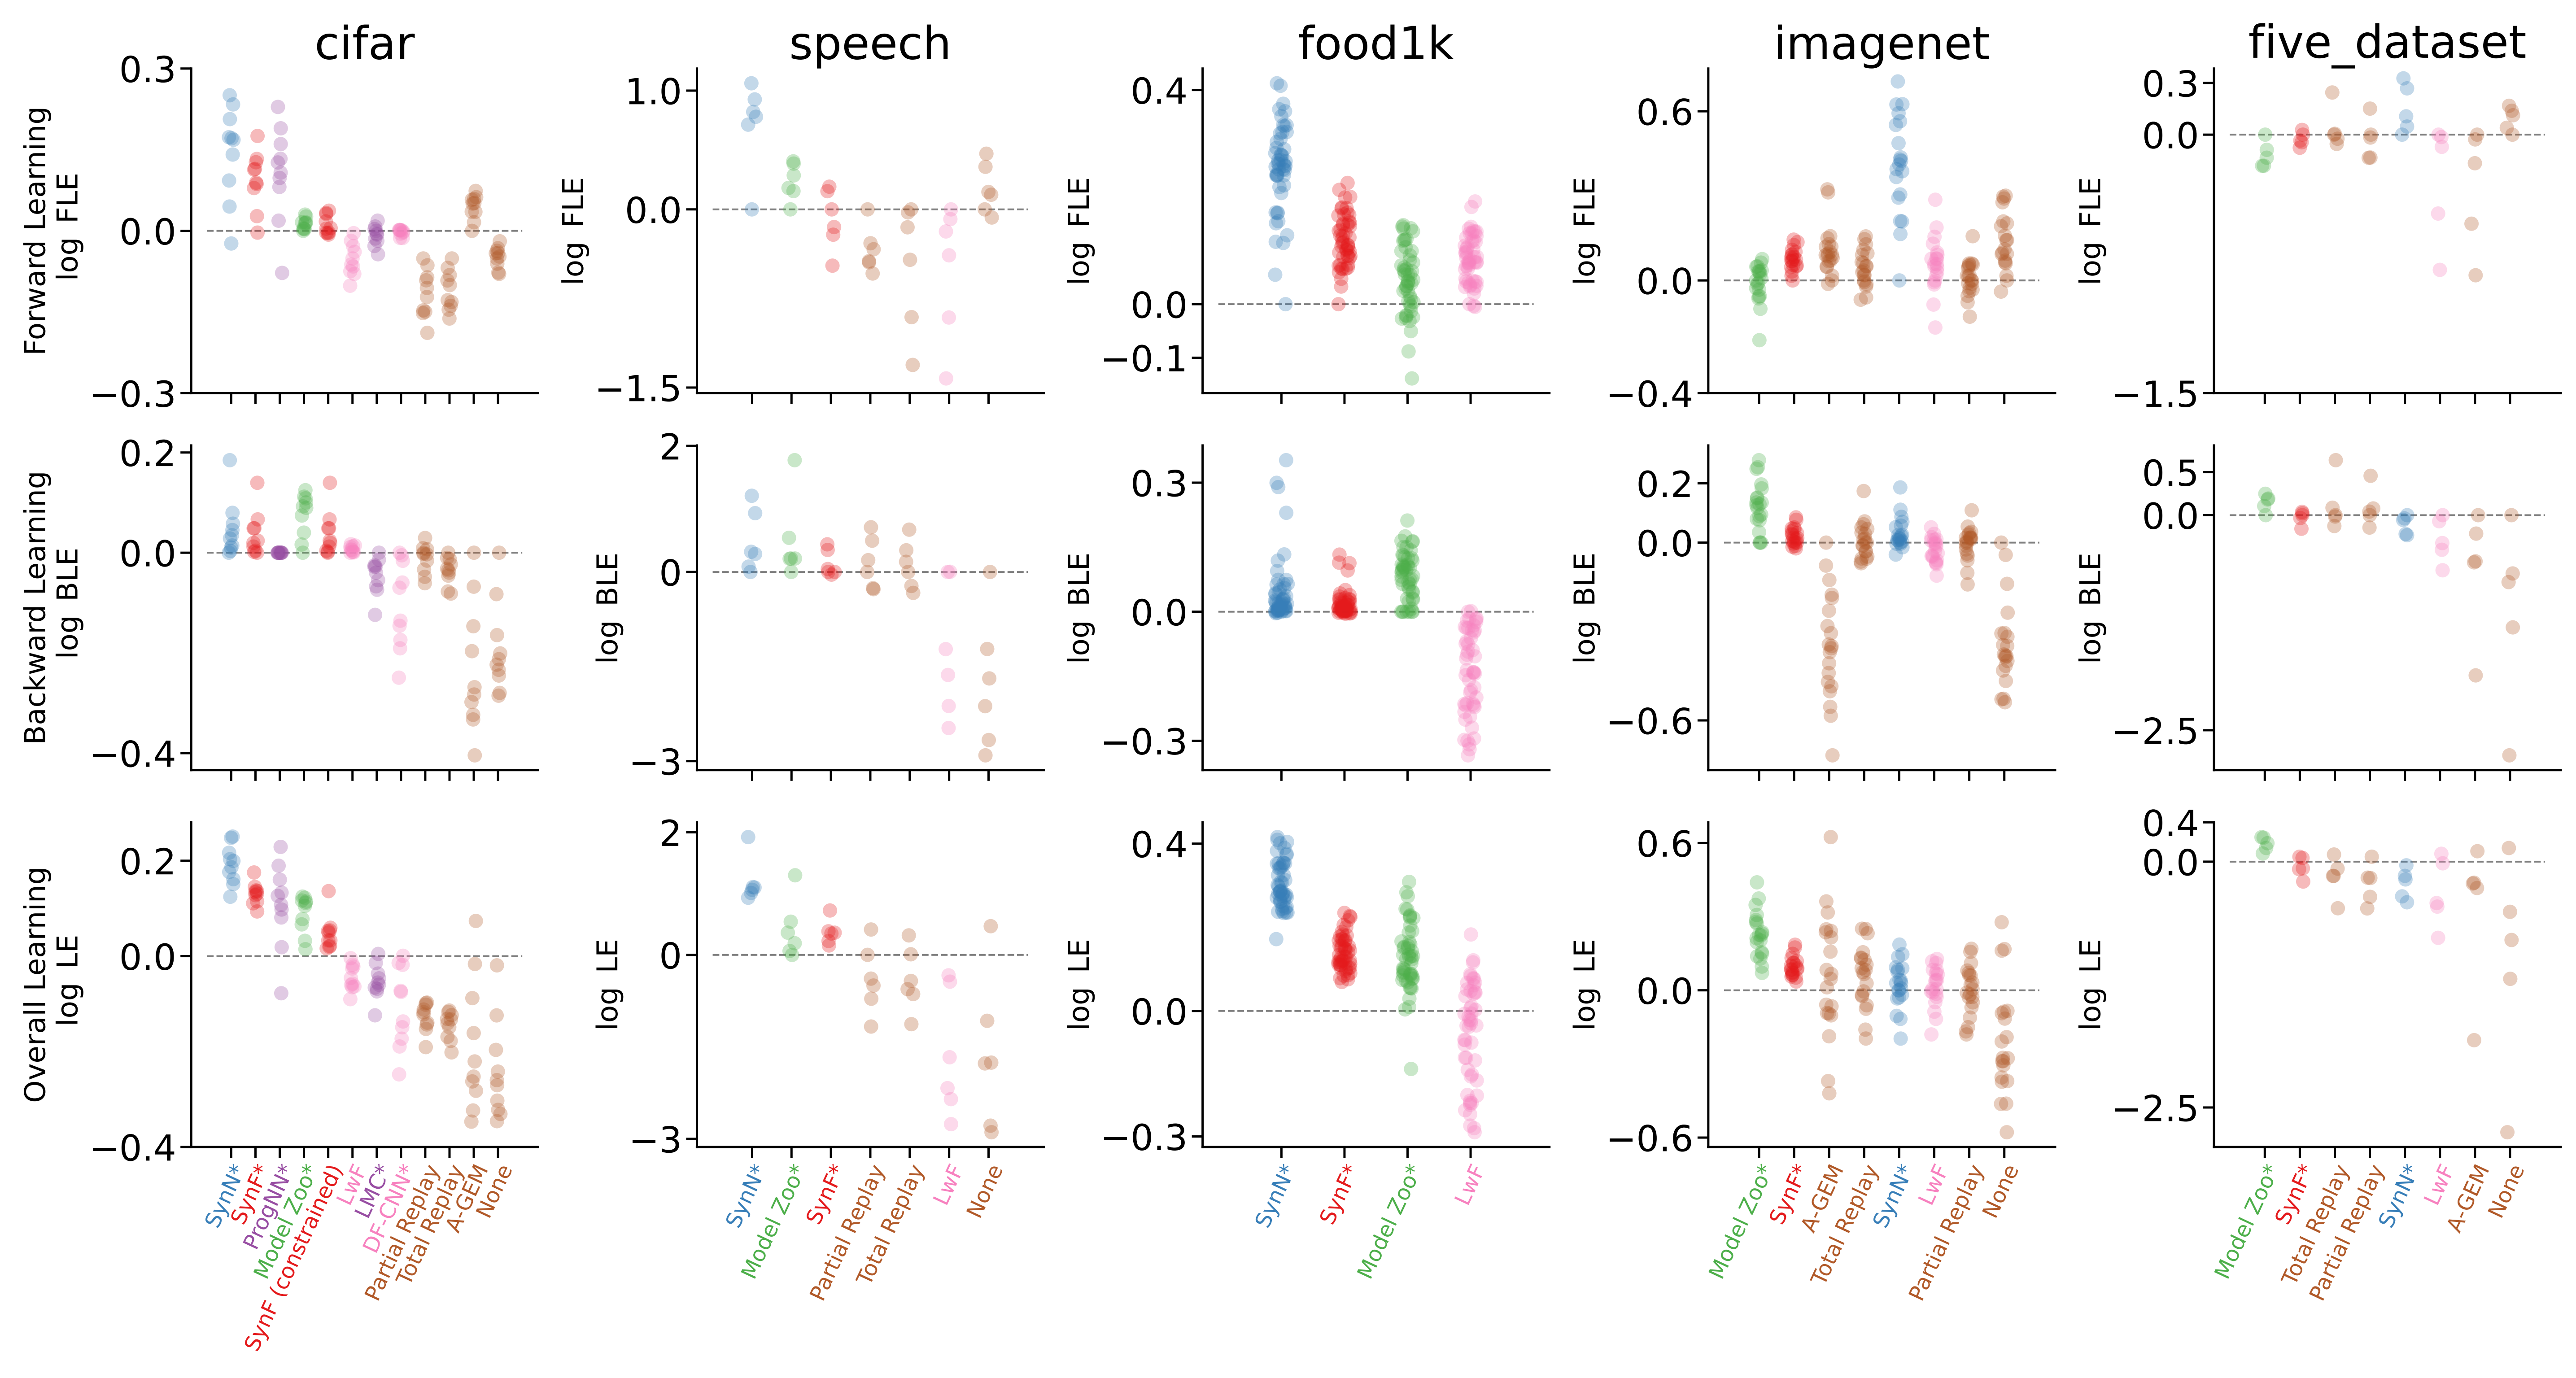 cifar
speech
food1k
imagenet
five_dataset
Forward Learning
log FLE
0.3
0.0
−0.3
log FLE
1.0
0.0
−1.5
log FLE
0.4
0.0
−0.1
log FLE
0.6
0.0
−0.4
log FLE
0.3
0.0
−1.5
Backward Learning
log BLE
0.2
0.0
−0.4
log BLE
2
0
−3
log BLE
0.3
0.0
−0.3
log BLE
0.2
0.0
−0.6
log BLE
0.5
0.0
−2.5
Overall Learning
log LE
0.2
0.0
−0.4
log LE
2
0
−3
log LE
0.4
0.0
−0.3
log LE
0.6
0.0
−0.6
log LE
0.4
0.0
−2.5
SynN*
SynF*
ProgNN*
Model Zoo*
SynF (constrained)
LwF
LMC*
DF-CNN*
Partial Replay
Total Replay
A-GEM
None
SynN*
Model Zoo*
SynF*
Partial Replay
Total Replay
LwF
None
SynN*
SynF*
Model Zoo*
LwF
Model Zoo*
SynF*
A-GEM
Total Replay
SynN*
LwF
Partial Replay
None
Model Zoo*
SynF*
Total Replay
Partial Replay
SynN*
LwF
A-GEM
None